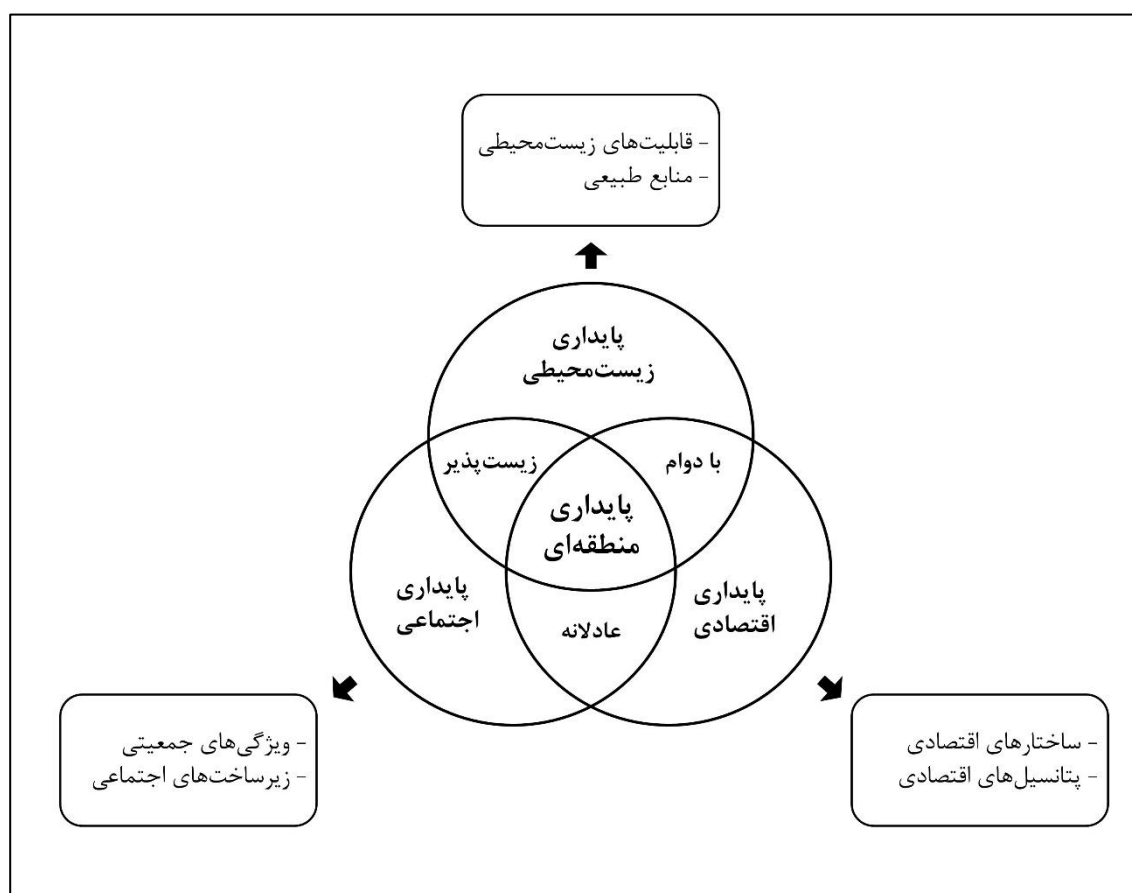 - قابلیت‌های زیست‌محیطی
- منابع طبیعی
پایداری
زیست‌محیطی
زیست‌پذیر
با دوام
پایداری
منطقه‌ای
پایداری
اجتماعی
پایداری
اقتصادی
عادلانه
- ویژگی‌های جمعیتی
- زیرساخت‌های اجتماعی
- ساختارهای اقتصادی
- پتانسیل‌های اقتصادی